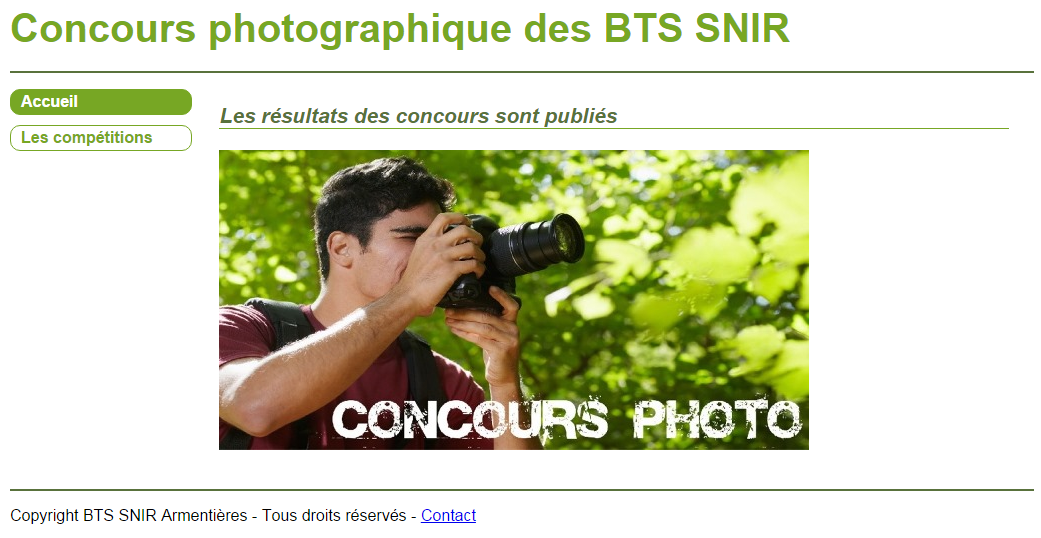 Concours photographique des BTS SNIR
Accueil
Les compétitions
Les résultats des concours sont publiés
CONCOURS PHOTO
Copyright BTS SNIR Armentières - Tous droits réservés - Contact